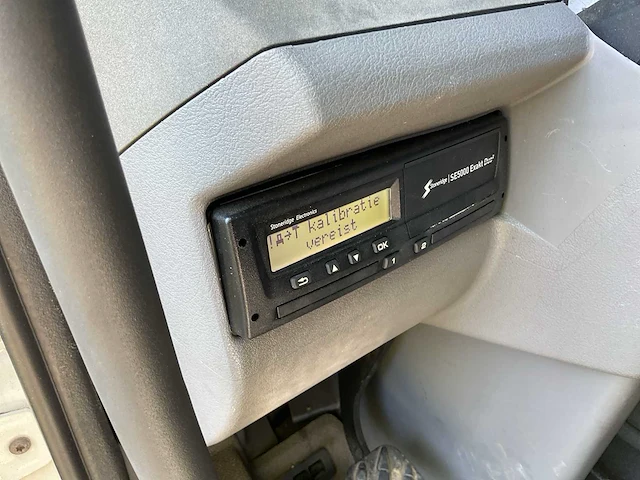 Stoneridge Electronics
Stoneridge | SE5000 Exakt Duo²
kalibratie
vereist
OK
1
2